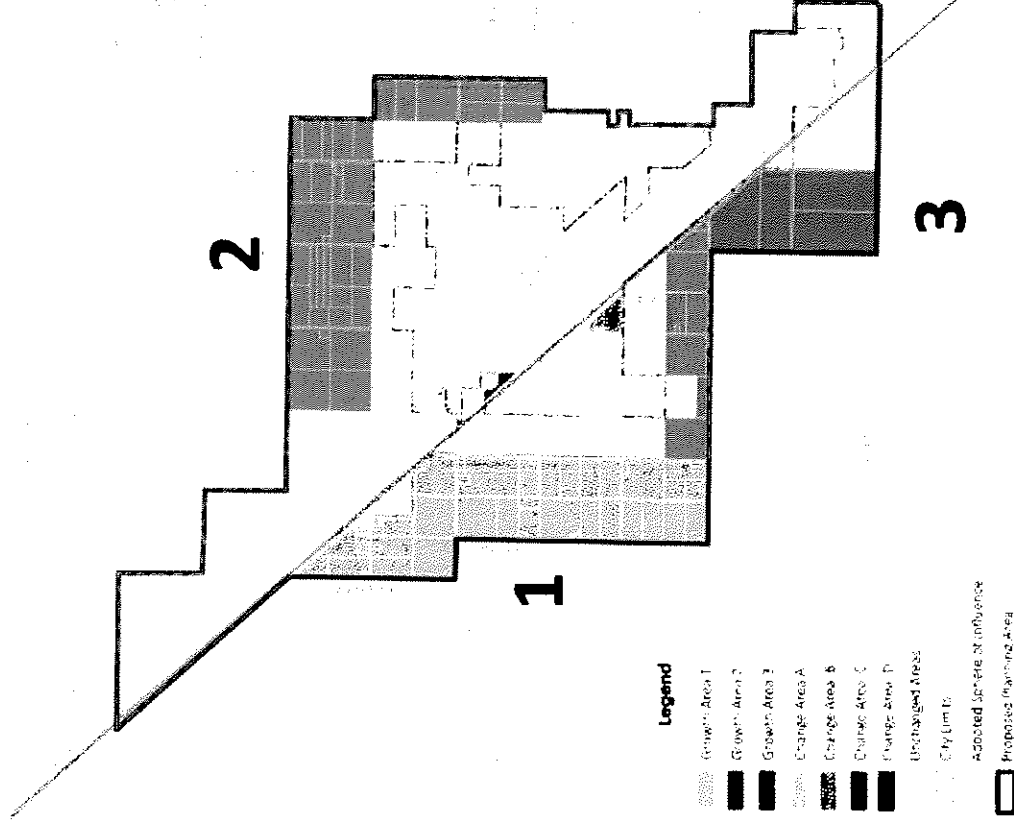 2
1
3
Legend
Growth Area 1
Growth Area 2
Growth Area 3
Change Area A
Change Area B
Change Area C
Change Area D
Unchanged Areas
City Limits
Adopted Sphere of Influence
Proposed Planning Area